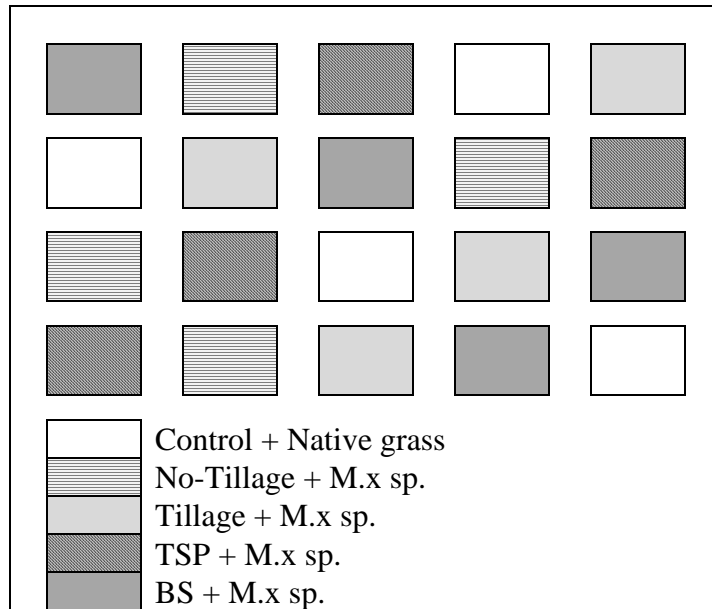 Control + Native grass
No-Tillage + M.x sp.
Tillage + M.x sp.
TSP + M.x sp.
BS + M.x sp.